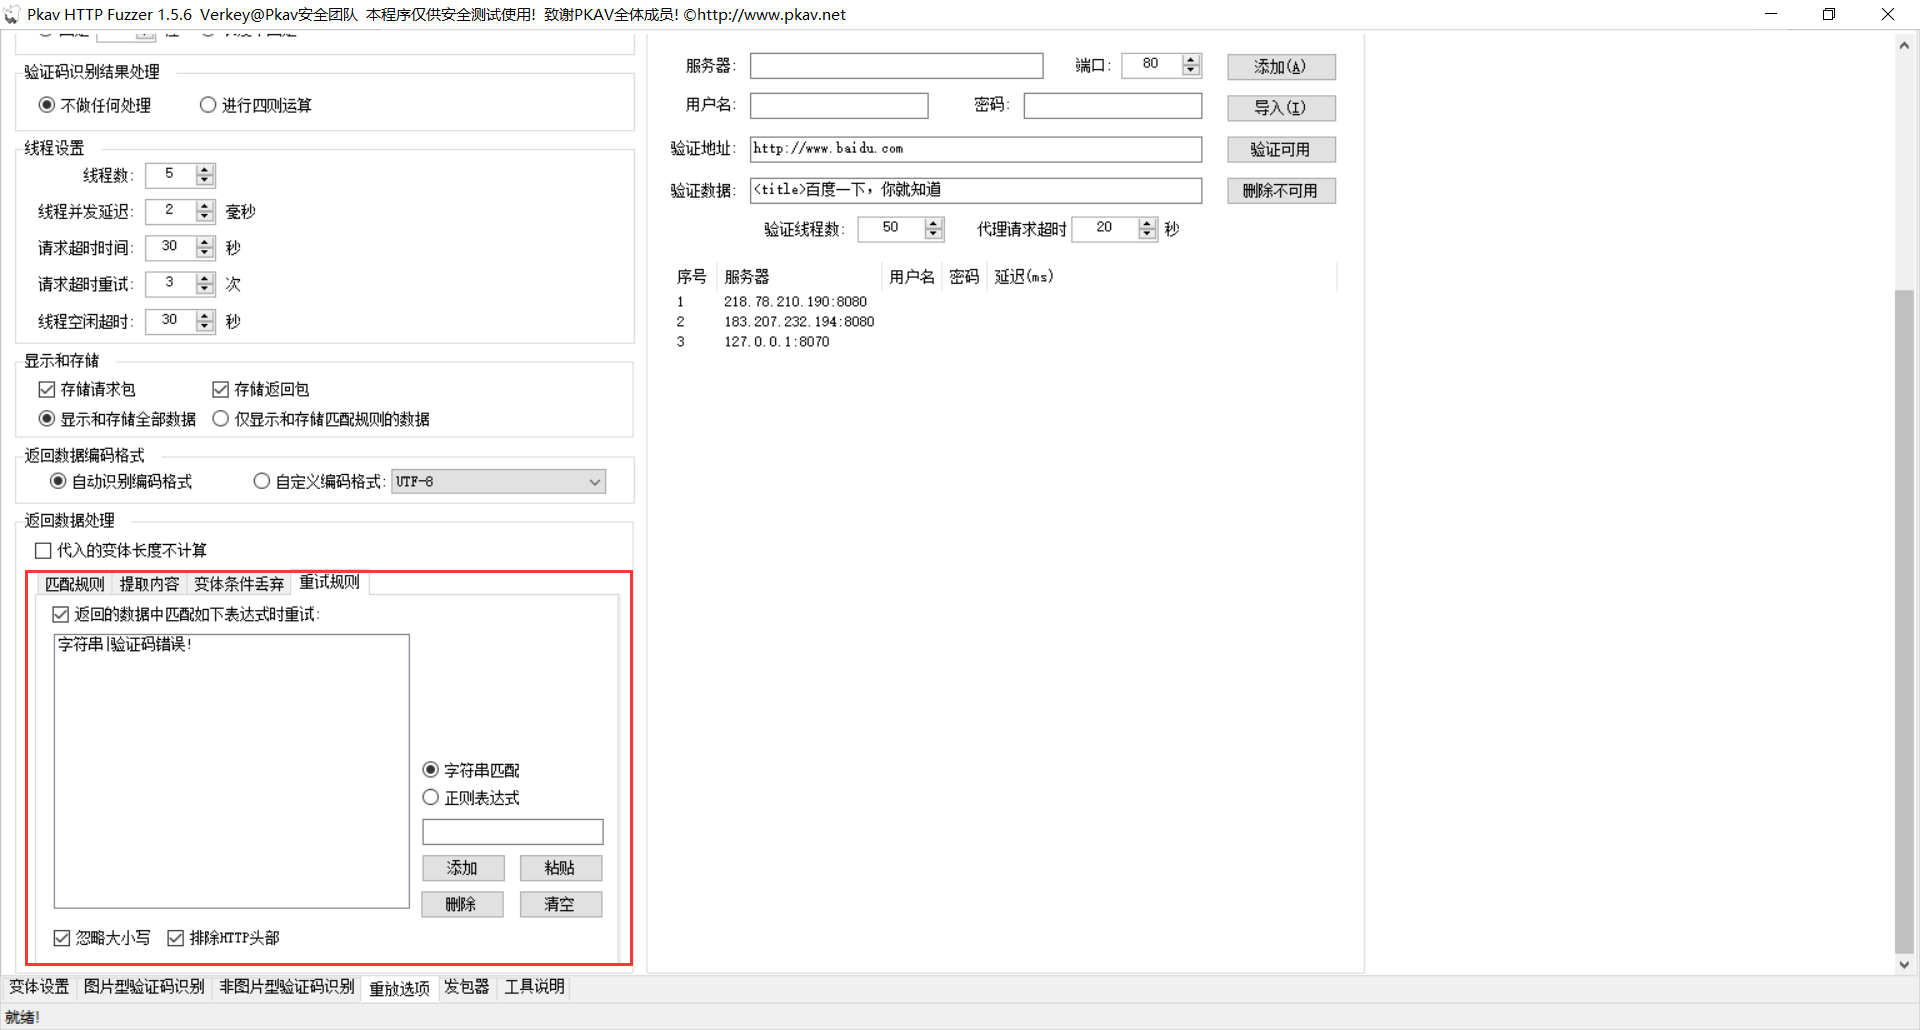 Pkav HTTP Fuzzer 1.5.6  Verkey@Pkav安全团队  本程序仅供安全测试使用!  致谢PKAV全体成员! ©http://www.pkav.net
验证码识别结果处理
不做任何处理  进行四则运算
线程设置
线程数: 5
线程并发延迟: 2 毫秒
请求超时时间: 30 秒
请求超时重试: 3 次
线程空闲超时: 30 秒
显示和存储
存储请求包  存储返回包
显示和存储全部数据  仅显示和存储匹配规则的数据
返回数据编码格式
自动识别编码格式  自定义编码格式: UTF-8
返回数据处理
代入的变体长度不计算
匹配规则  提取内容  变体条件丢弃  重试规则
返回的数据中匹配如下表达式时重试:
字符串|验证码错误!
字符串匹配
正则表达式
添加  粘贴
删除  清空
忽略大小写  排除HTTP头部
服务器:  端口: 80  添加(A)
用户名:  密码:  导入(I)
验证地址: http://www.baidu.com  验证可用
验证数据: <title>百度一下，你就知道  删除不可用
验证线程数: 50  代理请求超时 20 秒
序号  服务器  用户名  密码  延迟(ms)
1  218.78.210.190:8080
2  183.207.232.194:8080
3  127.0.0.1:8070
变体设置  图片型验证码识别  非图片型验证码识别  重放选项  发包器  工具说明
就绪!